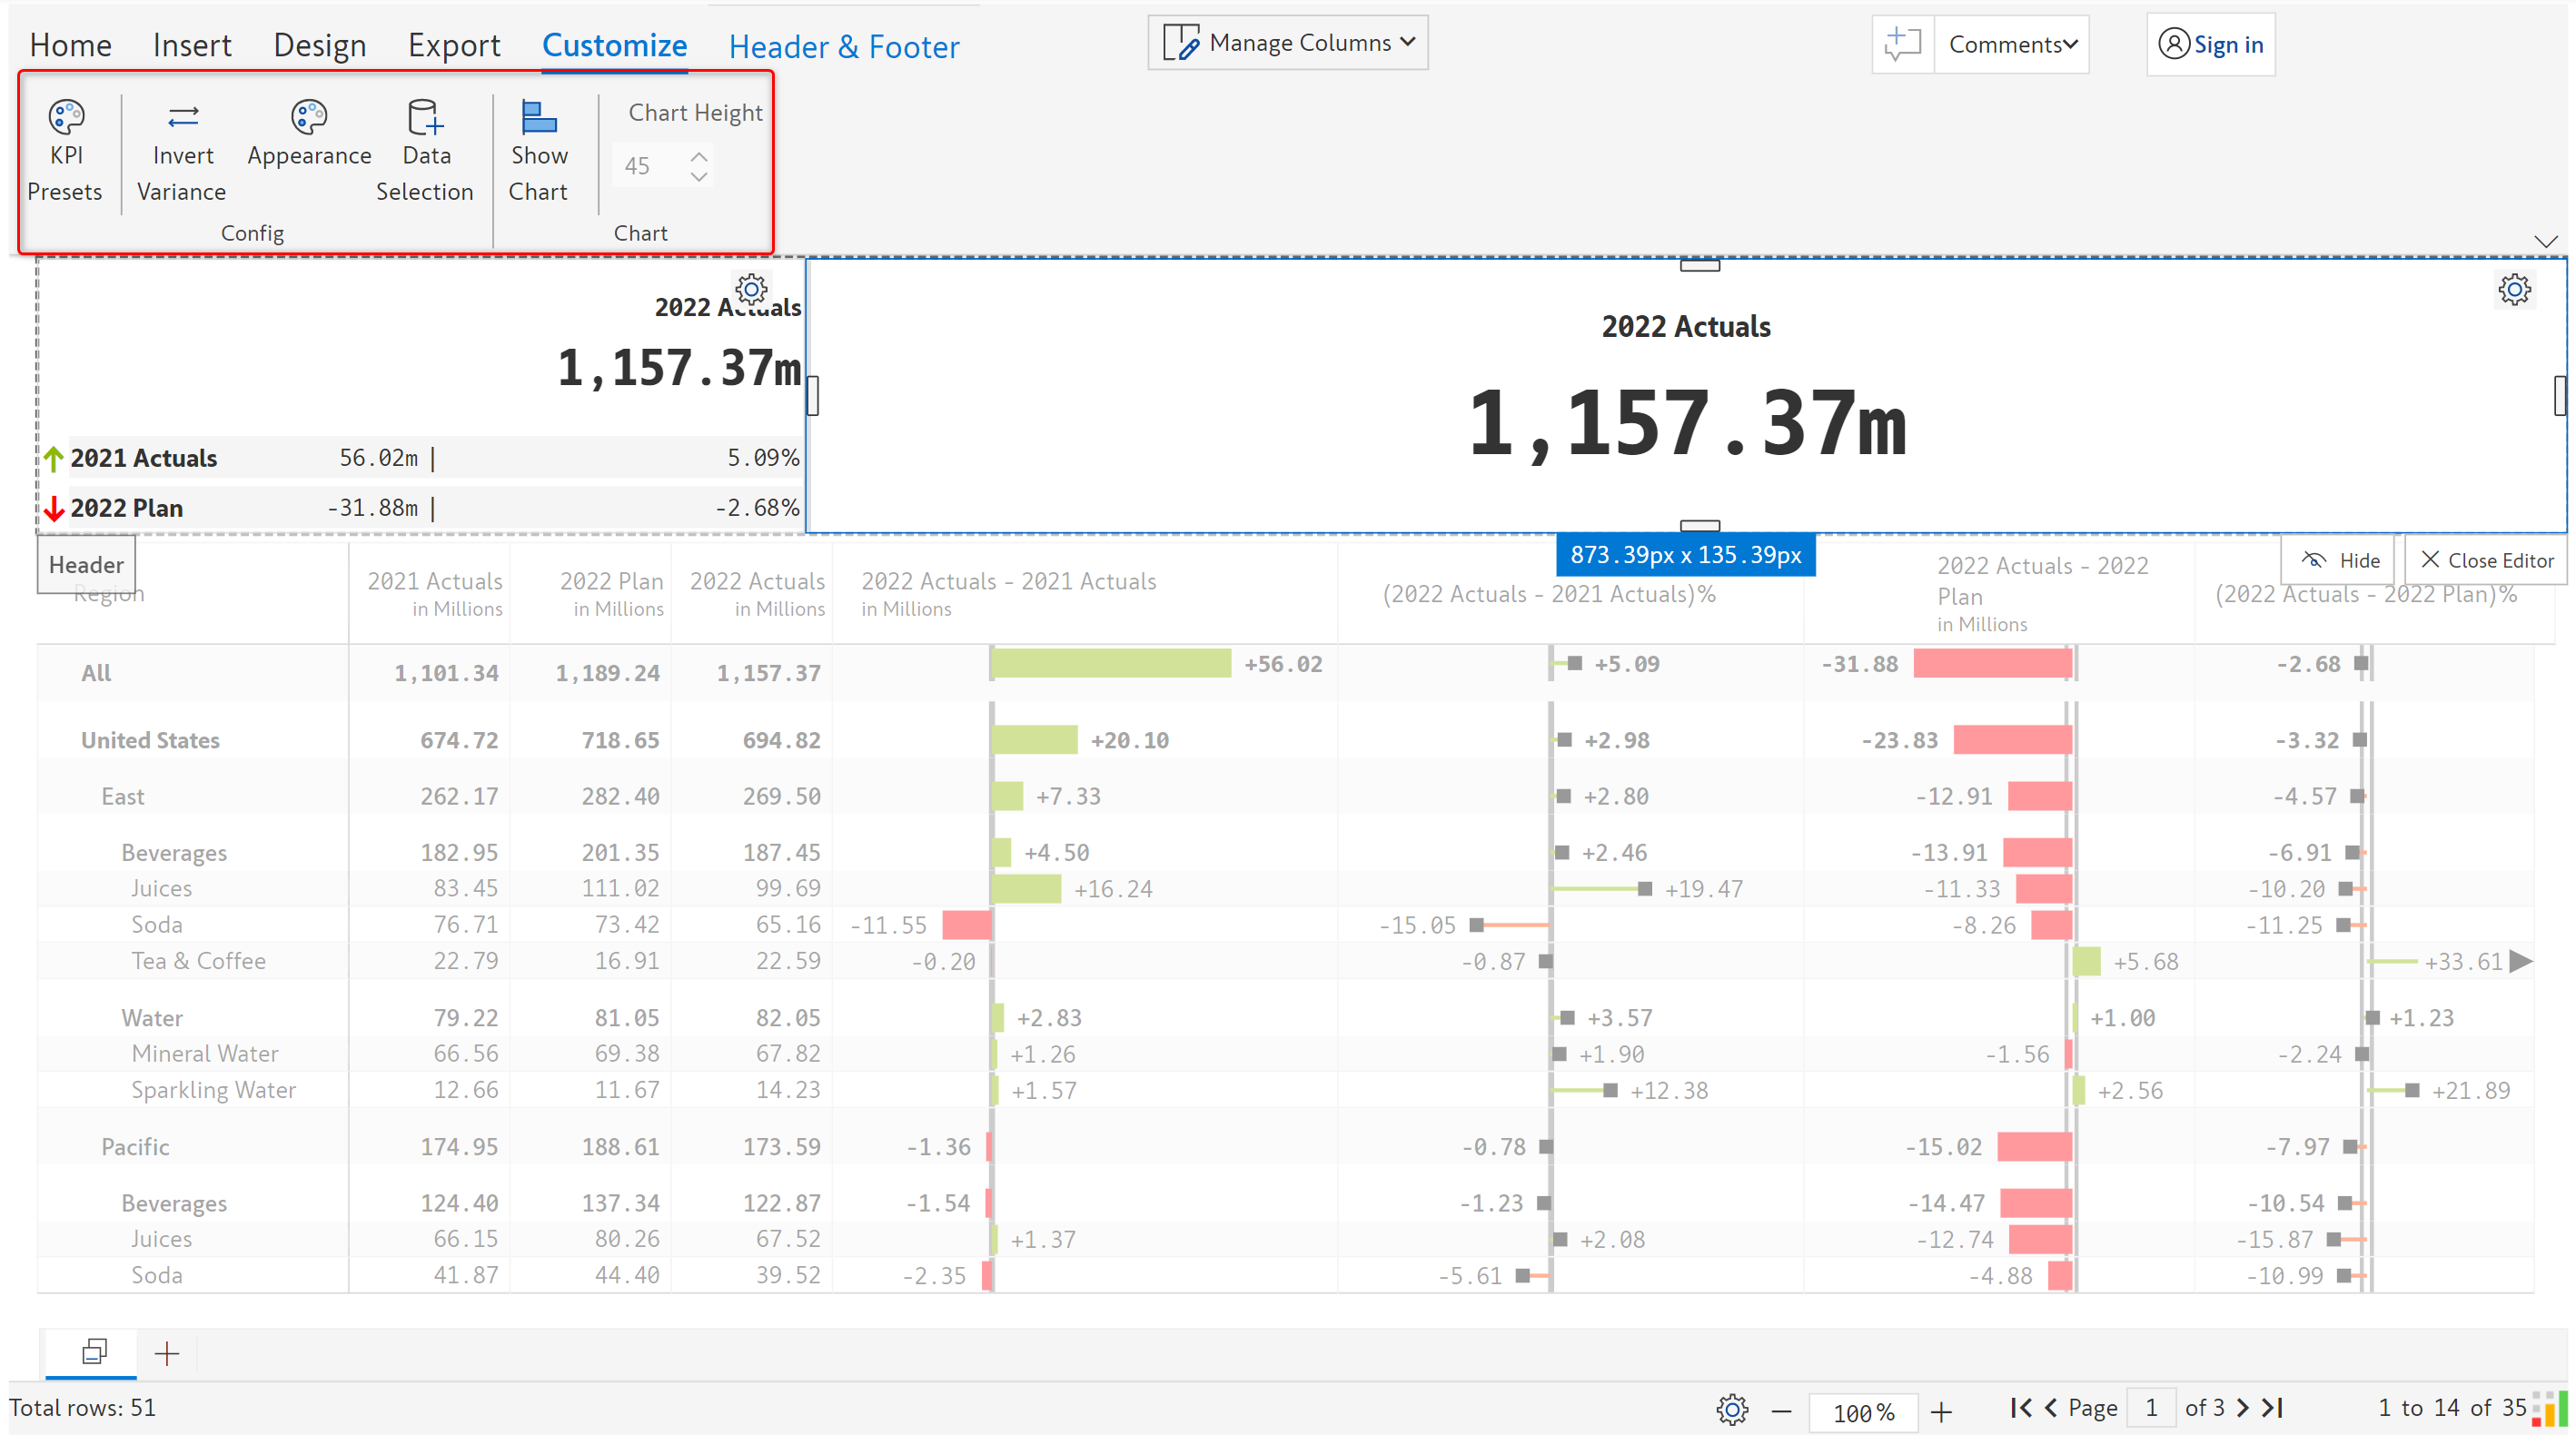 Home Insert Design Export Customize Header & Footer Manage Columns Comments Sign in
KPI Presets
Invert Variance
Appearance
Data Selection
Config
Show Chart
Chart Height
45
Chart
2022 Actuals
1,157.37m
2021 Actuals 56.02m | 5.09%
2022 Plan -31.88m | -2.68%
2022 Actuals
1,157.37m
873.39px x 135.39px
Header
Hide
Close Editor
Region
2021 Actuals in Millions
2022 Plan in Millions
2022 Actuals in Millions
2022 Actuals - 2021 Actuals in Millions
(2022 Actuals - 2021 Actuals)%
2022 Actuals - 2022 Plan in Millions
(2022 Actuals - 2022 Plan)%
All 1,101.34 1,189.24 1,157.37 +56.02 +5.09 -31.88 -2.68
United States 674.72 718.65 694.82 +20.10 +2.98 -23.83 -3.32
East 262.17 282.40 269.50 +7.33 +2.80 -12.91 -4.57
Beverages 182.95 201.35 187.45 +4.50 +2.46 -13.91 -6.91
Juices 83.45 111.02 99.69 +16.24 +19.47 -11.33 -10.20
Soda 76.71 73.42 65.16 -11.55 -15.05 -8.26 -11.25
Tea & Coffee 22.79 16.91 22.59 -0.20 -0.87 +5.68 +33.61
Water 79.22 81.05 82.05 +2.83 +3.57 +1.00 +1.23
Mineral Water 66.56 69.38 67.82 +1.26 +1.90 -1.56 -2.24
Sparkling Water 12.66 11.67 14.23 +1.57 +12.38 +2.56 +21.89
Pacific 174.95 188.61 173.59 -1.36 -0.78 -15.02 -7.97
Beverages 124.40 137.34 122.87 -1.54 -1.23 -14.47 -10.54
Juices 66.15 80.26 67.52 +1.37 +2.08 -12.74 -15.87
Soda 41.87 44.40 39.52 -2.35 -5.61 -4.88 -10.99
Total rows: 51 100% Page 1 of 3 1 to 14 of 35